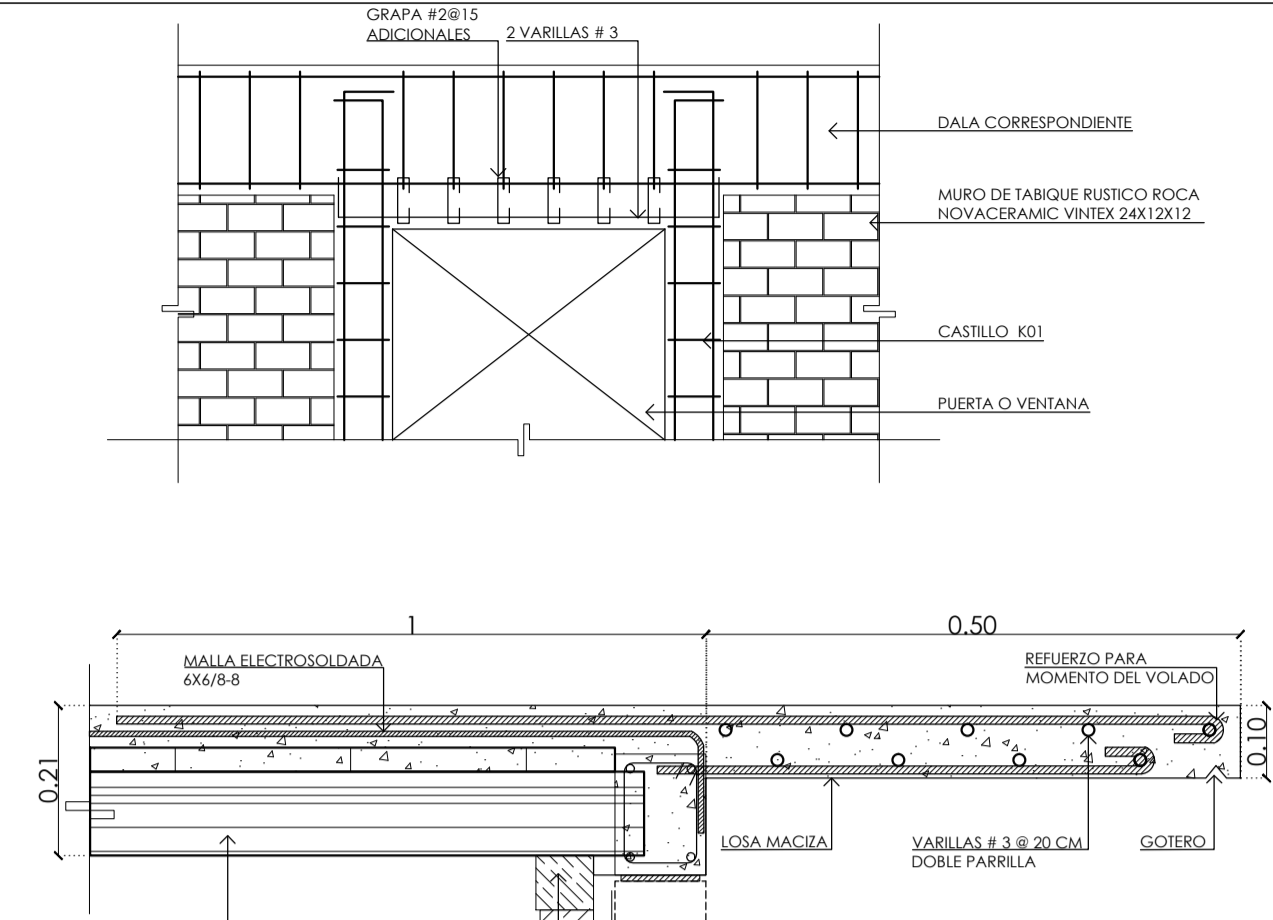 GRAPA #2@15
ADICIONALES
2 VARILLAS # 3
DALA CORRESPONDIENTE
MURO DE TABIQUE RUSTICO ROCA
NOVACERAMIC VINTEX 24X12X12
CASTILLO K01
PUERTA O VENTANA
1
0.50
MALLA ELECTROSOLDADA
6X6/8-8
REFUERZO PARA
MOMENTO DEL VOLADO
0.21
0.10
LOSA MACIZA
VARILLAS # 3 @ 20 CM
DOBLE PARRILLA
GOTERO